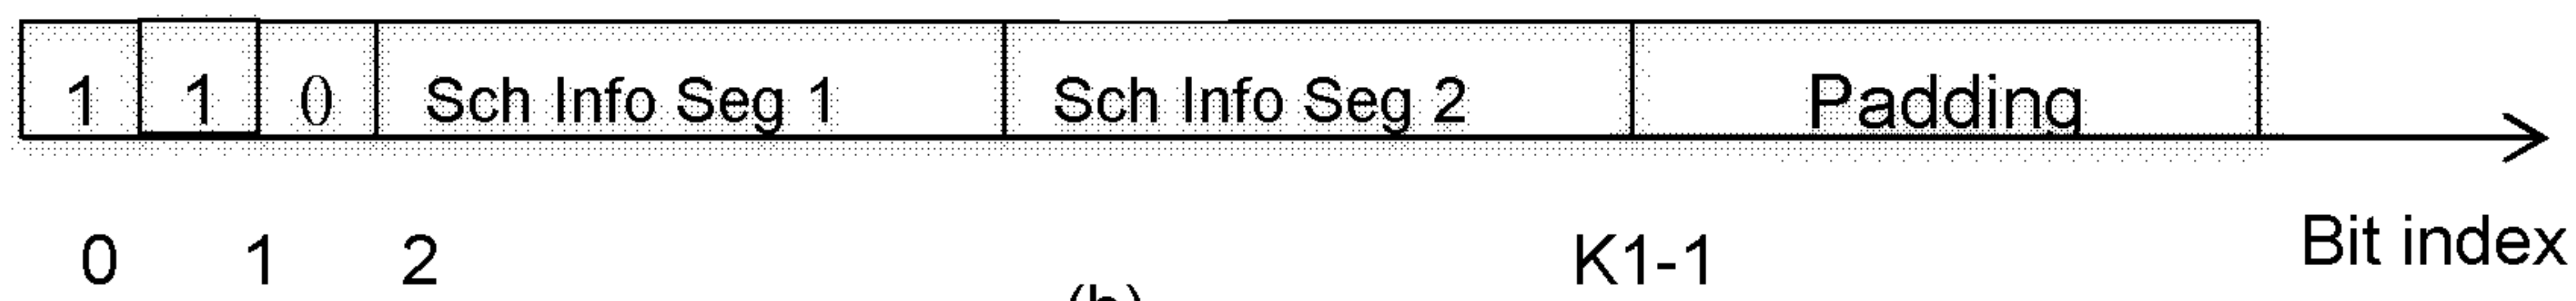 1 1 0 Sch Info Seg 1 Sch Info Seg 2 Padding
0 1 2 K1-1 Bit index